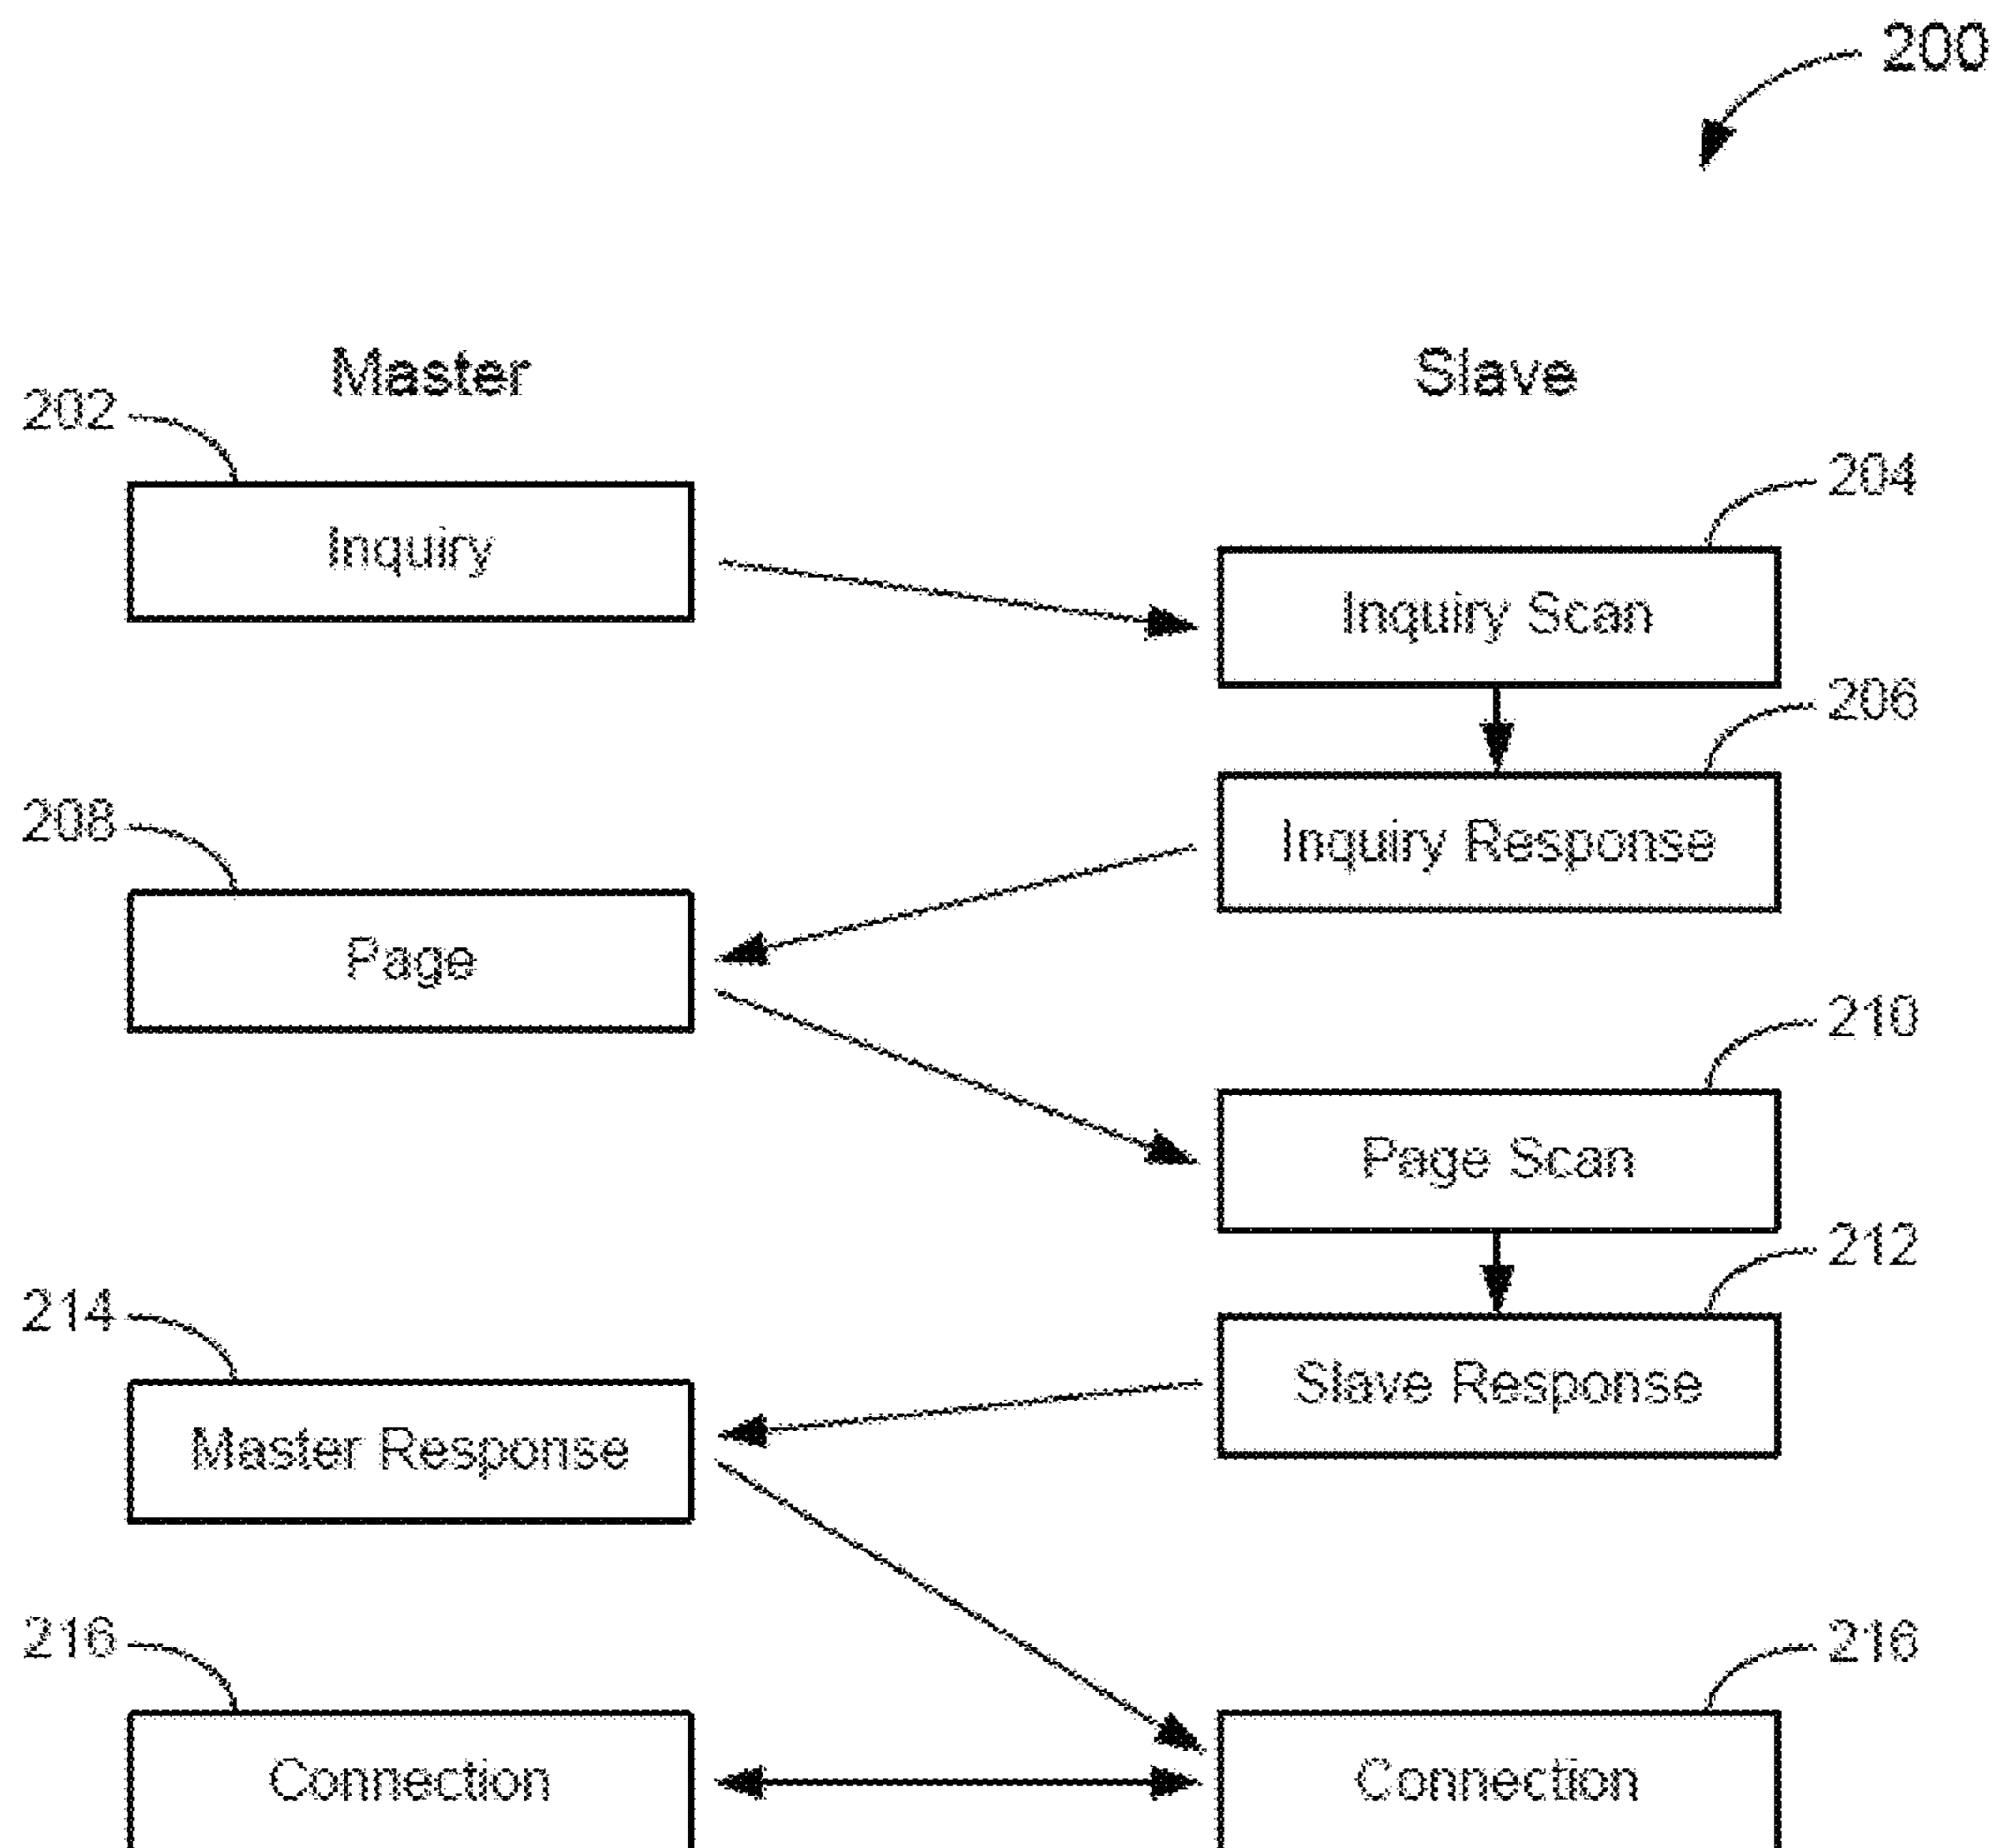 200
Master Slave
202
204
Inquiry
Inquiry Scan
206
208
Inquiry Response
Page
210
Page Scan
212
214
Slave Response
Master Response
216 216
Connection Connection